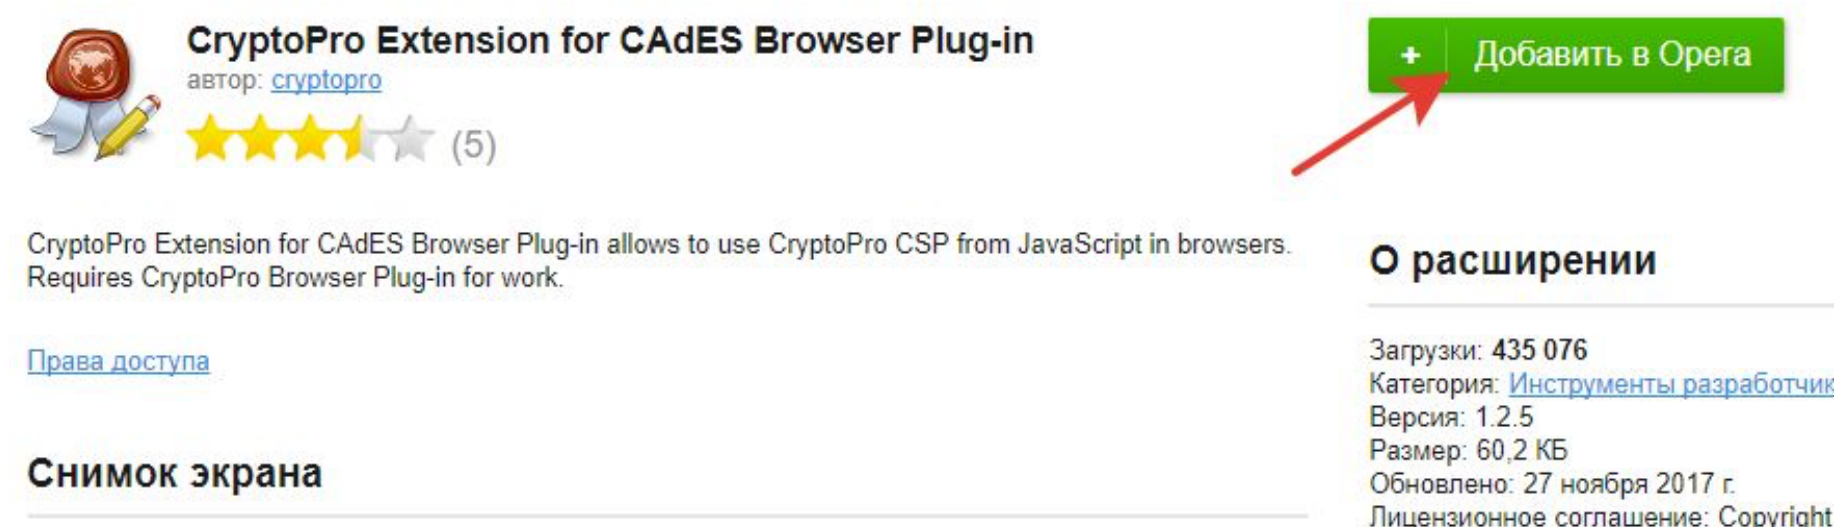 CryptoPro Extension for CAdES Browser Plug-in
автор: cryptopro
(5)
+ Добавить в Opera
CryptoPro Extension for CAdES Browser Plug-in allows to use CryptoPro CSP from JavaScript in browsers.
Requires CryptoPro Browser Plug-in for work.
Права доступа
Снимок экрана
О расширении
Загрузки: 435 076
Категория: Инструменты разработчик
Версия: 1.2.5
Размер: 60,2 КБ
Обновлено: 27 ноября 2017 г.
Лицензионное соглашение: Copyright